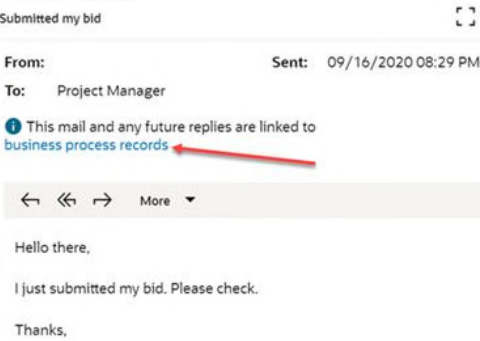 Submitted my bid
From: Sent: 09/16/2020 08:29 PM
To: Project Manager
This mail and any future replies are linked to
business process records
More
Hello there,
I just submitted my bid. Please check.
Thanks,